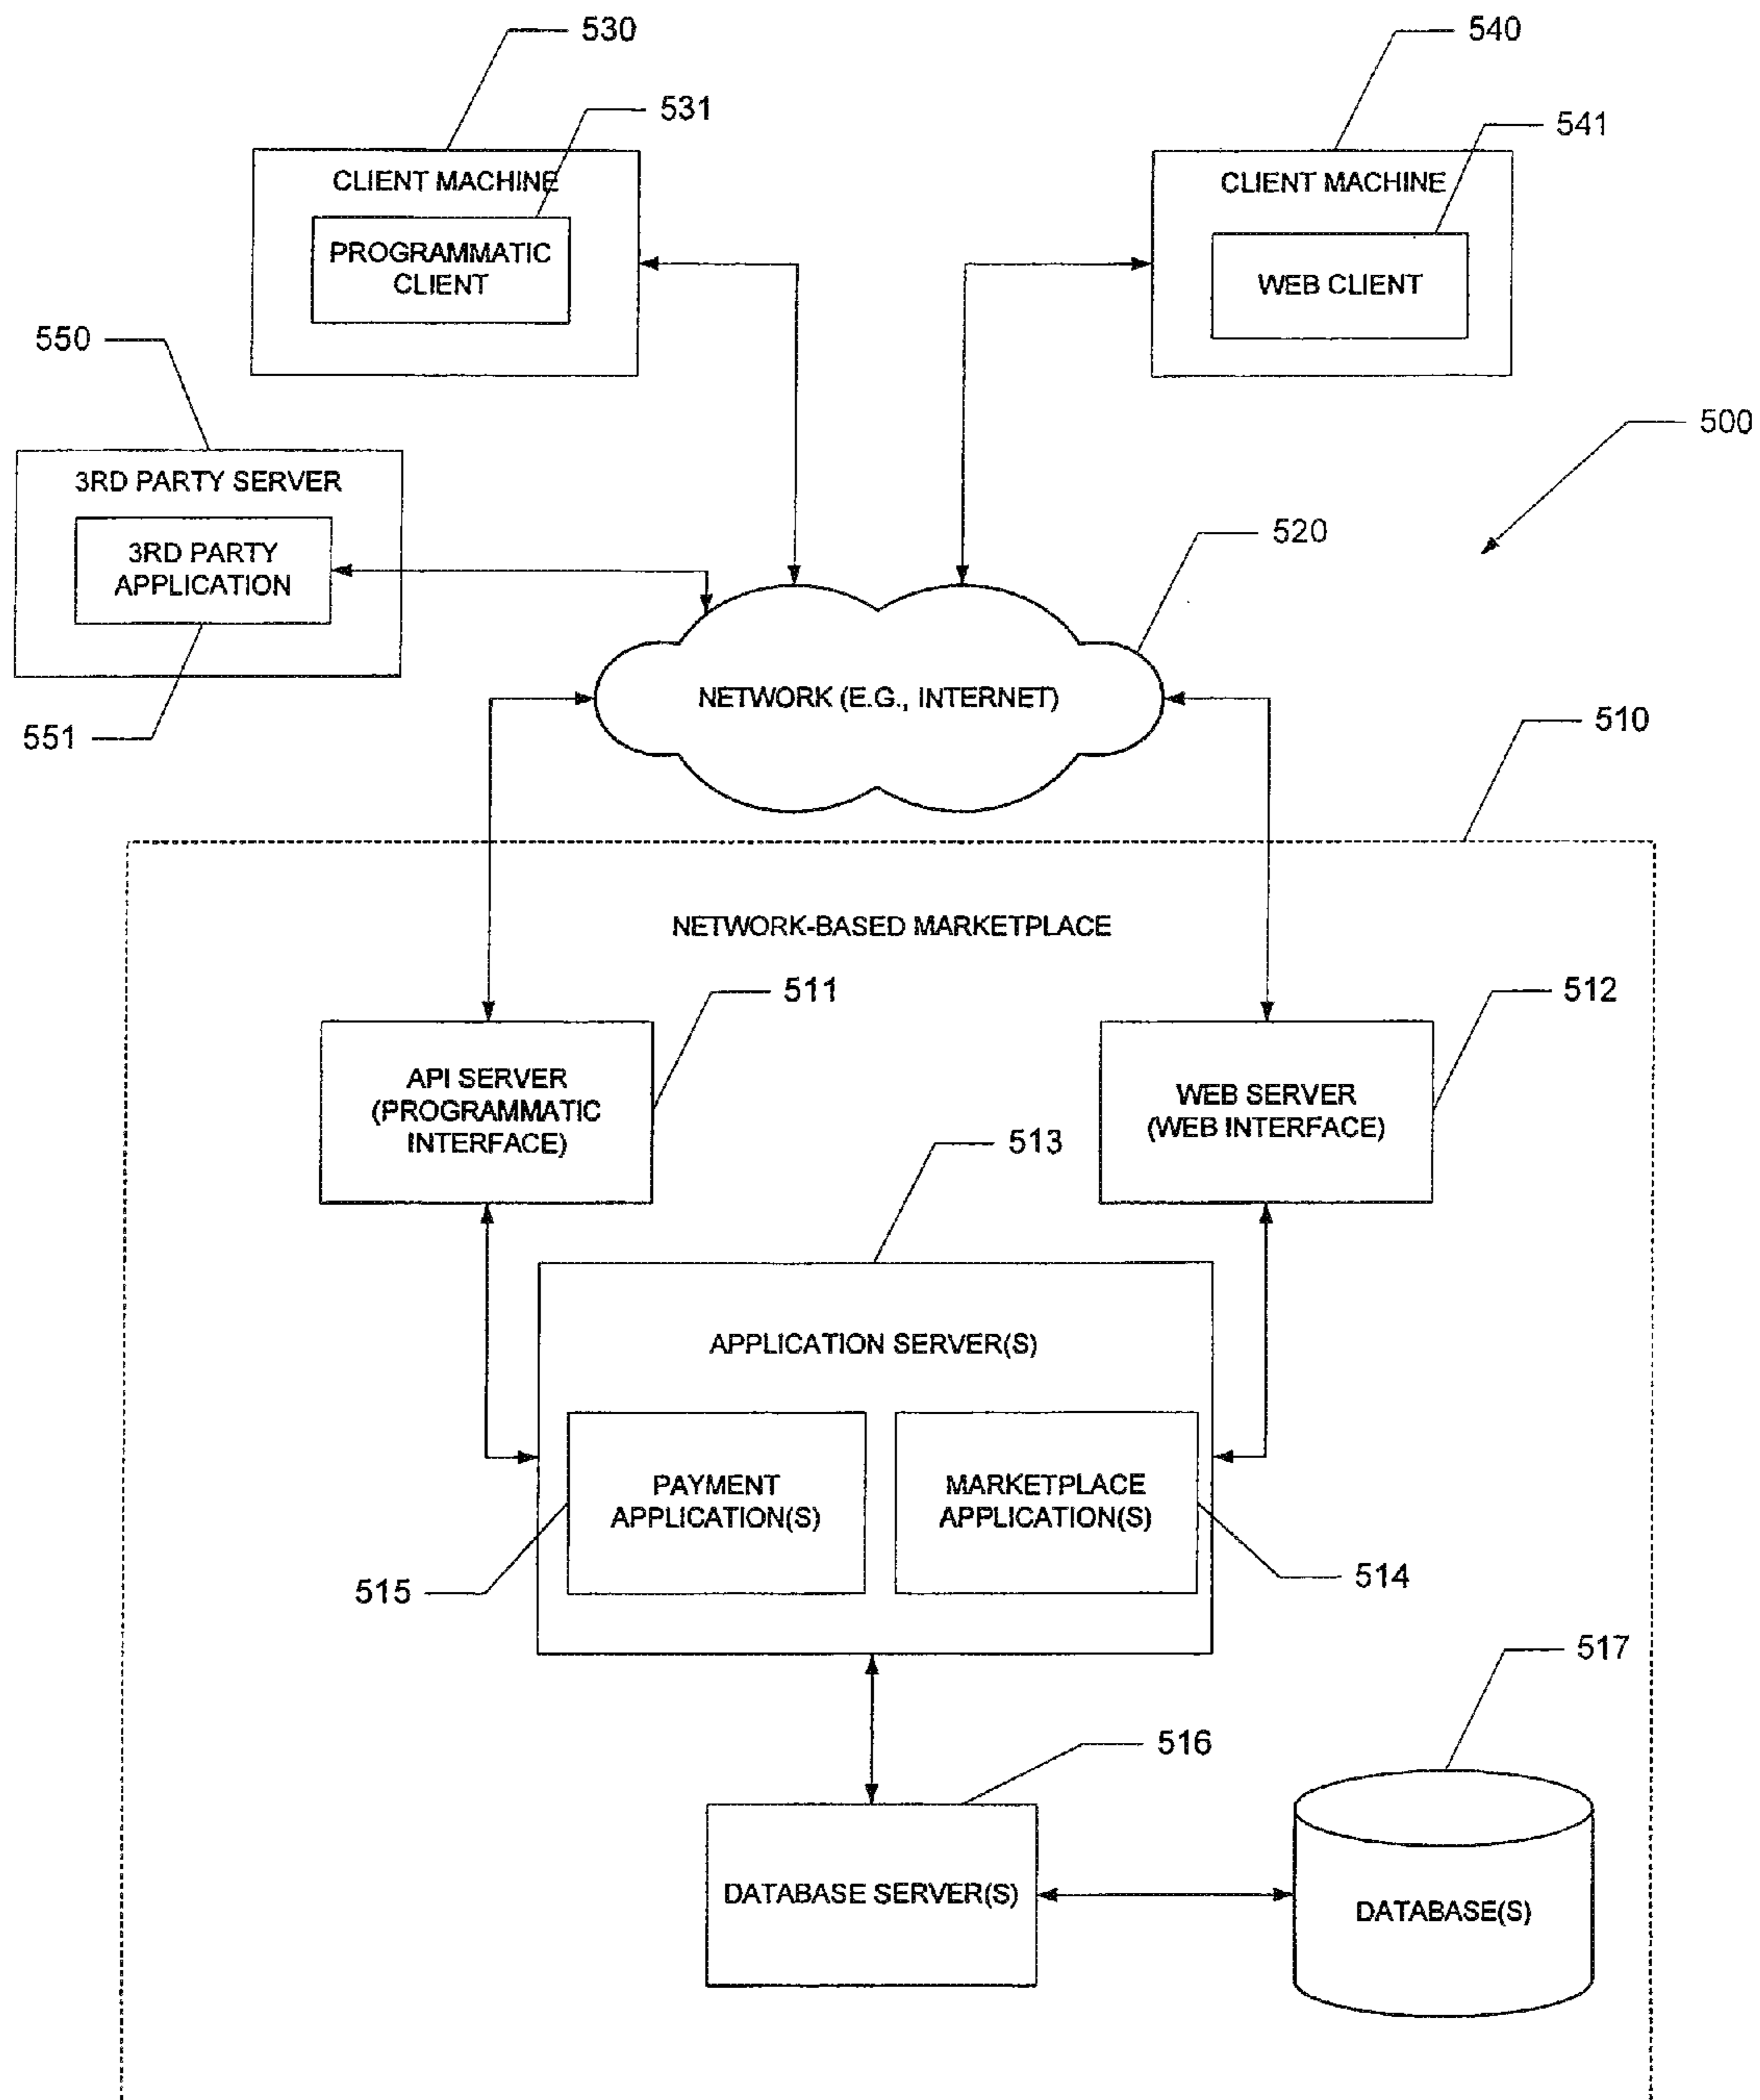 530
540
531
541
CLIENT MACHINE
PROGRAMMATIC
CLIENT
CLIENT MACHINE
WEB CLIENT
550
500
3RD PARTY SERVER
3RD PARTY
APPLICATION
520
551
NETWORK (E.G., INTERNET)
510
NETWORK-BASED MARKETPLACE
511
512
API SERVER
(PROGRAMMATIC
INTERFACE)
WEB SERVER
(WEB INTERFACE)
513
APPLICATION SERVER(S)
PAYMENT
APPLICATION(S)
MARKETPLACE
APPLICATION(S)
515
514
517
516
DATABASE SERVER(S)
DATABASE(S)